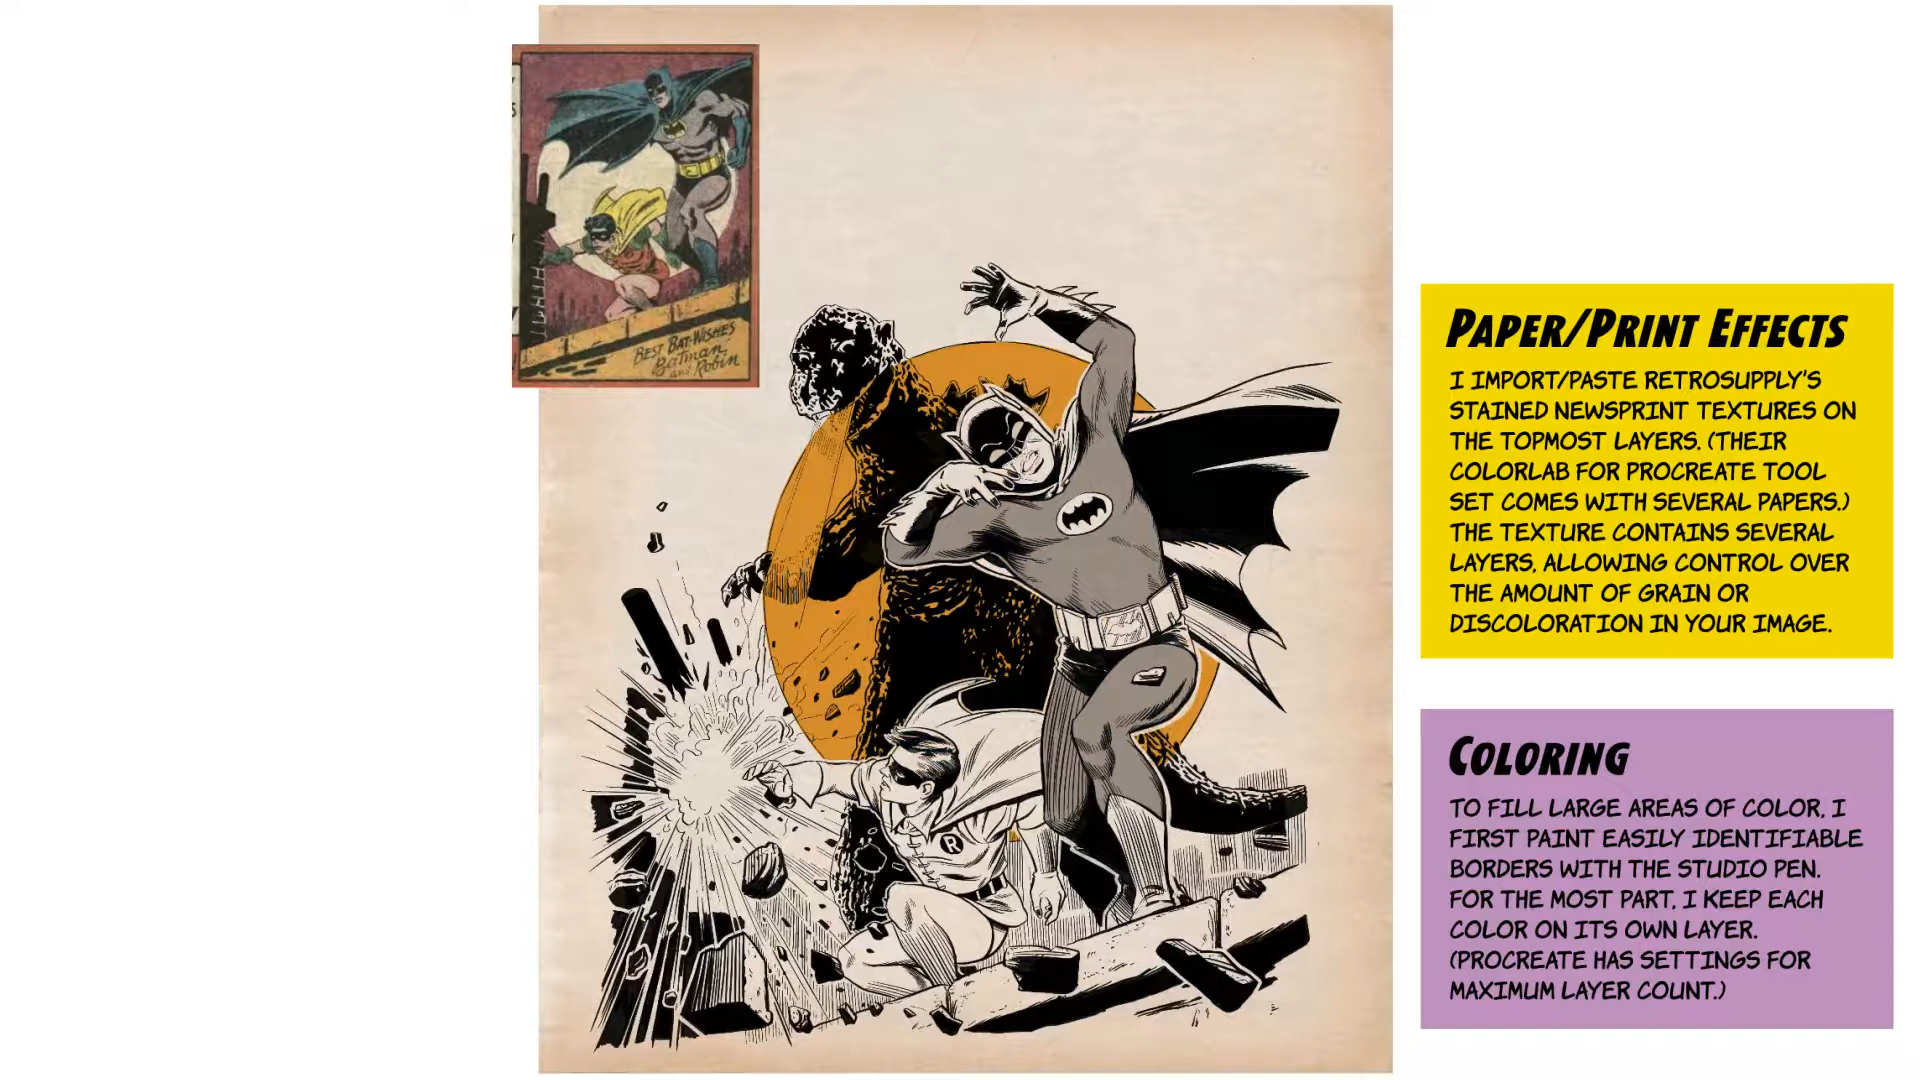 BEST BAT-WISHES
Batman
and Robin
R
PAPER/PRINT EFFECTS
I IMPORT/PASTE RETROSUPPLY'S
STAINED NEWSPRINT TEXTURES ON
THE TOPMOST LAYERS. (THEIR
COLORLAB FOR PROCREATE TOOL
SET COMES WITH SEVERAL PAPERS.)
THE TEXTURE CONTAINS SEVERAL
LAYERS, ALLOWING CONTROL OVER
THE AMOUNT OF GRAIN OR
DISCOLORATION IN YOUR IMAGE.
COLORING
TO FILL LARGE AREAS OF COLOR, I
FIRST PAINT EASILY IDENTIFIABLE
BORDERS WITH THE STUDIO PEN.
FOR THE MOST PART, I KEEP EACH
COLOR ON ITS OWN LAYER.
(PROCREATE HAS SETTINGS FOR
MAXIMUM LAYER COUNT.)